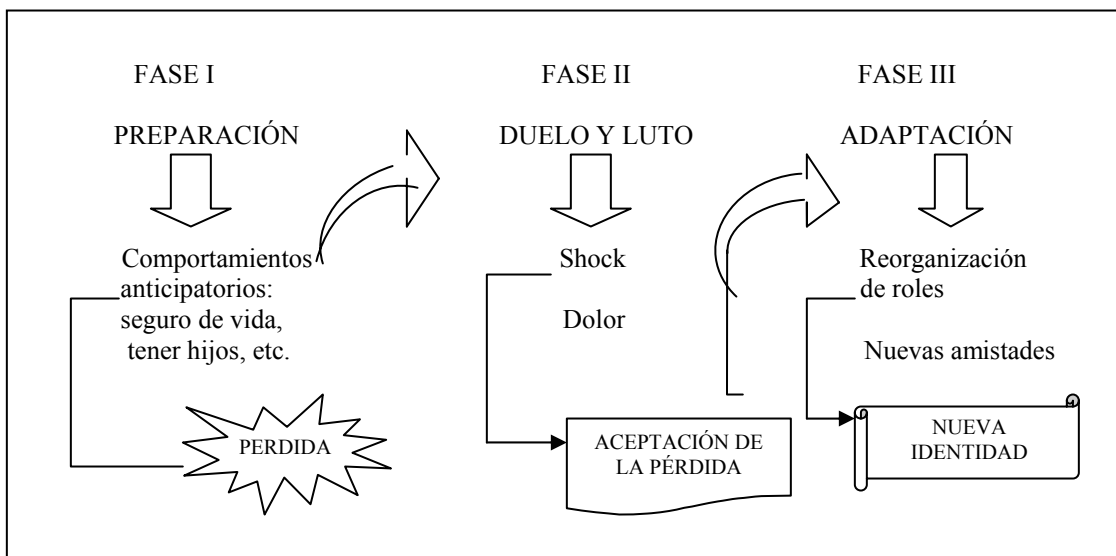 FASE I
PREPARACIÓN
Comportamientos
anticipatorios:
seguro de vida,
tener hijos, etc.
PERDIDA
FASE II
DUELO Y LUTO
Shock
Dolor
ACEPTACIÓN DE
LA PÉRDIDA
FASE III
ADAPTACIÓN
Reorganización
de roles
Nuevas amistades
NUEVA
IDENTIDAD